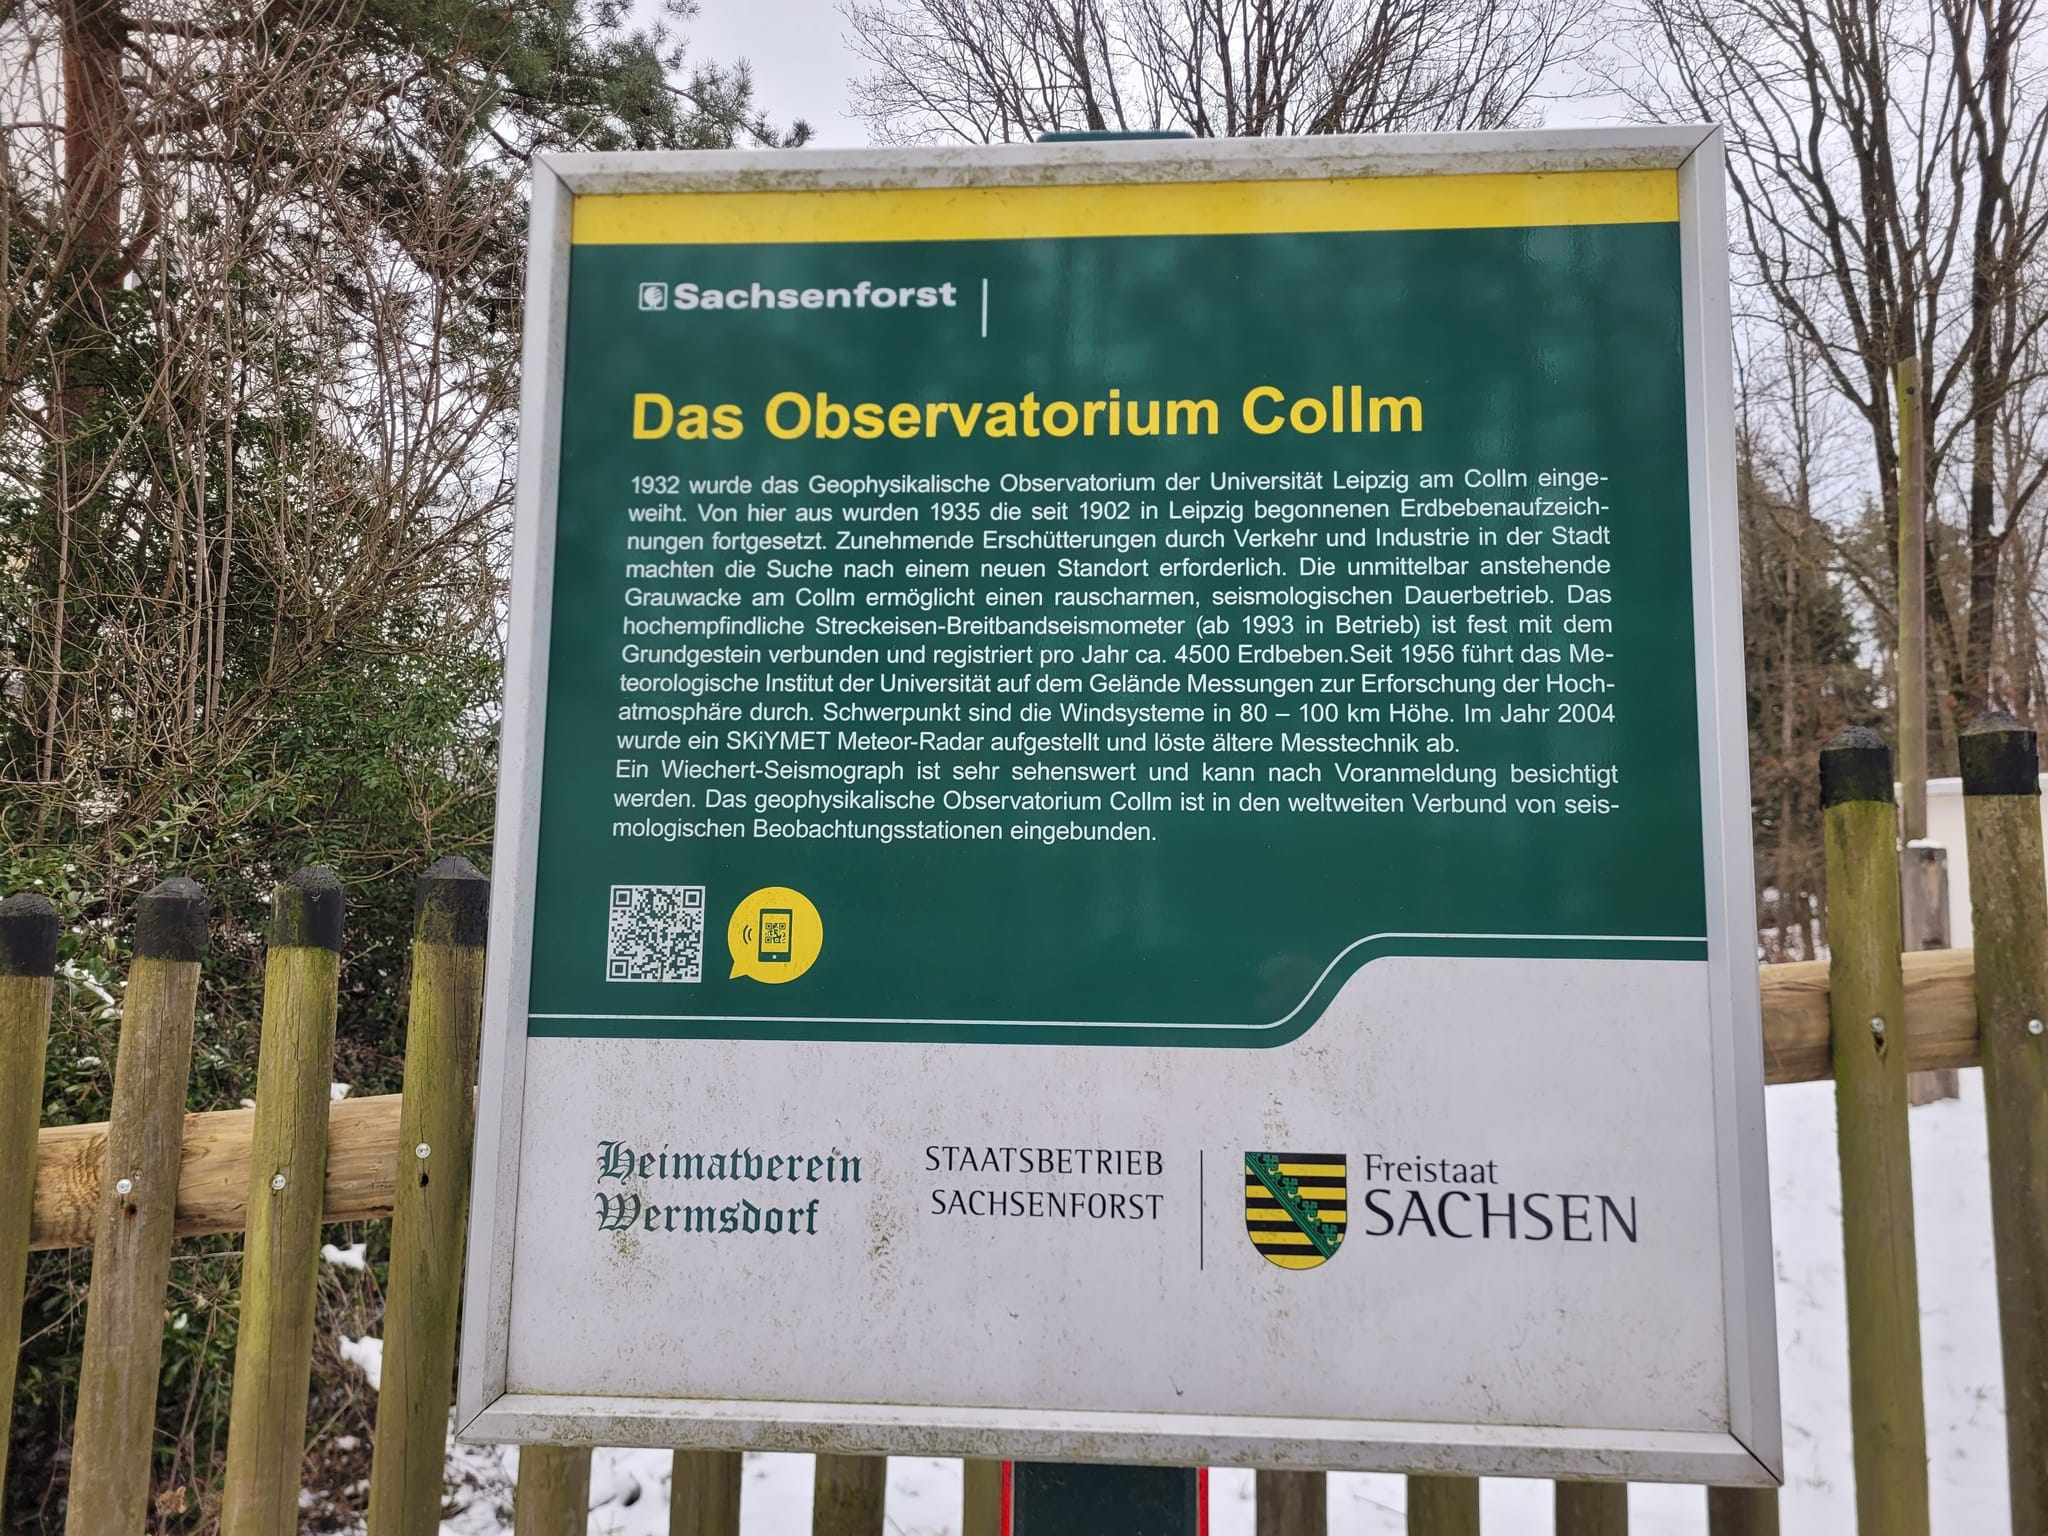 Sachsenforst
Das Observatorium Collm
1932 wurde das Geophysikalische Observatorium der Universität Leipzig am Collm einge-
weiht. Von hier aus wurden 1935 die seit 1902 in Leipzig begonnenen Erdbebenaufzeich-
nungen fortgesetzt. Zunehmende Erschütterungen durch Verkehr und Industrie in der Stadt
machten die Suche nach einem neuen Standort erforderlich. Die unmittelbar anstehende
Grauwacke am Collm ermöglicht einen rauscharmen, seismologischen Dauerbetrieb. Das
hochempfindliche Streckeisen-Breitbandseismometer (ab 1993 in Betrieb) ist fest mit dem
Grundgestein verbunden und registriert pro Jahr ca. 4500 Erdbeben.Seit 1956 führt das Me-
teorologische Institut der Universität auf dem Gelände Messungen zur Erforschung der Hoch-
atmosphäre durch. Schwerpunkt sind die Windsysteme in 80 – 100 km Höhe. Im Jahr 2004
wurde ein SKiYMET Meteor-Radar aufgestellt und löste ältere Messtechnik ab.
Ein Wiechert-Seismograph ist sehr sehenswert und kann nach Voranmeldung besichtigt
werden. Das geophysikalische Observatorium Collm ist in den weltweiten Verbund von seis-
mologischen Beobachtungsstationen eingebunden.
Heimatverein
Wermsdorf
STAATSBETRIEB
SACHSENFORST
Freistaat
SACHSEN